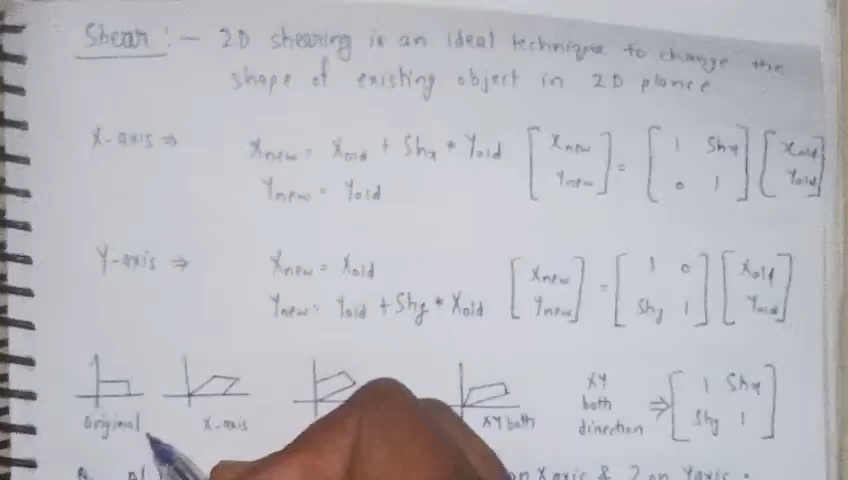 Shear :- 2D shearing is an ideal technique to change the
shape of existing object in 2D plane
X-axis ⇒ Xnew = Xold + Shx * Yold [Xnew Ynew] = [1 Shx 0 1] [Xold Yold]
Ynew = Yold
Y-axis ⇒ Xnew = Xold [Xnew Ynew] = [1 0 Shy 1] [Xold Yold]
Ynew = Yold + Shy * Xold
original X-axis XY both
XY both direction ⇒ [1 Shx Shy 1]
on X axis & 2 on Y axis .